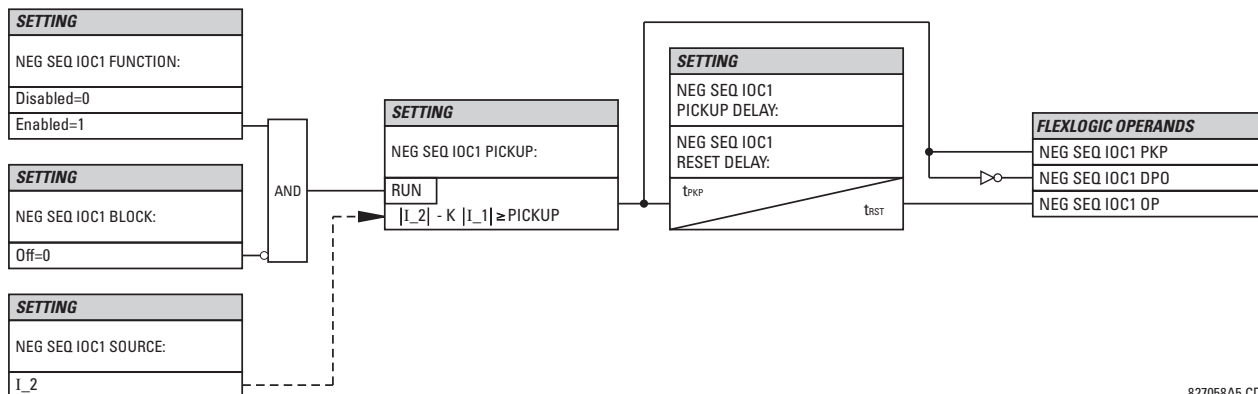 SETTING
NEG SEQ IOC1 FUNCTION:
Disabled=0
Enabled=1
SETTING
NEG SEQ IOC1 BLOCK:
Off=0
SETTING
NEG SEQ IOC1 SOURCE:
I_2
AND
SETTING
NEG SEQ IOC1 PICKUP:
RUN
|I_2| - K |I_1| ≥ PICKUP
SETTING
NEG SEQ IOC1
PICKUP DELAY:
NEG SEQ IOC1
RESET DELAY:
tPKP
tRST
FLEXLOGIC OPERANDS
NEG SEQ IOC1 PKP
NEG SEQ IOC1 DPO
NEG SEQ IOC1 OP